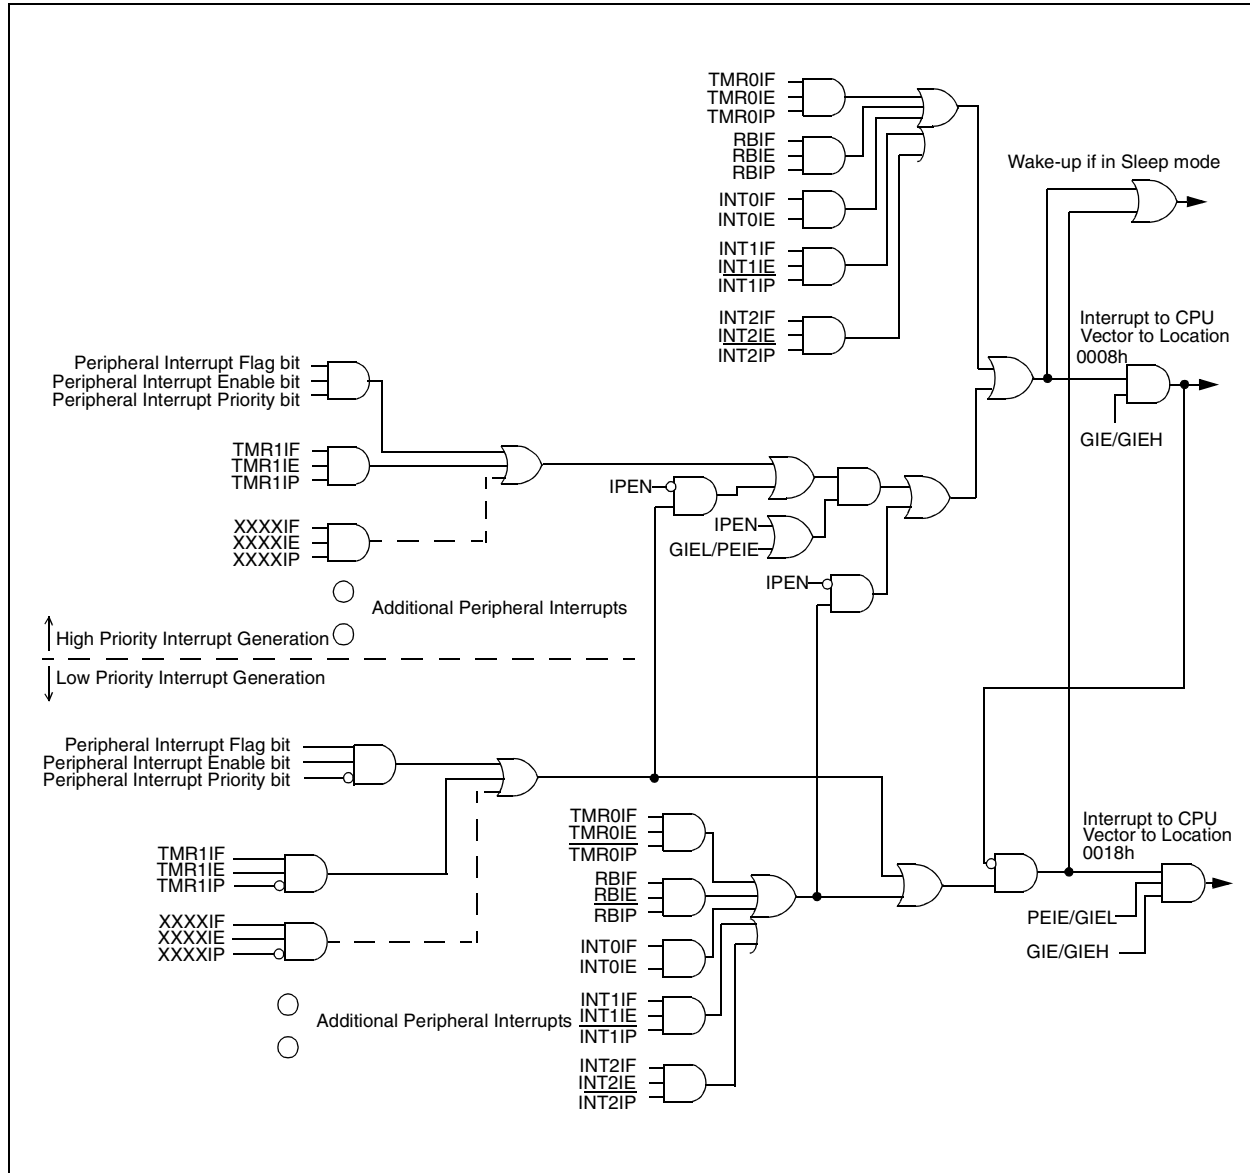 TMR0IF
TMR0IE
TMR0IP
RBIF
RBIE
RBIP
INT0IF
INT0IE
INT1IF
INT1IE
INT1IP
INT2IF
INT2IE
INT2IP
Wake-up if in Sleep mode
Interrupt to CPU
Vector to Location
0008h
GIE/GIEH
Peripheral Interrupt Flag bit
Peripheral Interrupt Enable bit
Peripheral Interrupt Priority bit
TMR1IF
TMR1IE
TMR1IP
XXXXIF
XXXXIE
XXXXIP
IPEN
IPEN
GIEL/PEIE
IPEN
Additional Peripheral Interrupts
High Priority Interrupt Generation
Low Priority Interrupt Generation
Peripheral Interrupt Flag bit
Peripheral Interrupt Enable bit
Peripheral Interrupt Priority bit
TMR1IF
TMR1IE
TMR1IP
XXXXIF
XXXXIE
XXXXIP
Additional Peripheral Interrupts
TMR0IF
TMR0IE
TMR0IP
RBIF
RBIE
RBIP
INT0IF
INT0IE
INT1IF
INT1IE
INT1IP
INT2IF
INT2IE
INT2IP
Interrupt to CPU
Vector to Location
0018h
PEIE/GIEL
GIE/GIEH